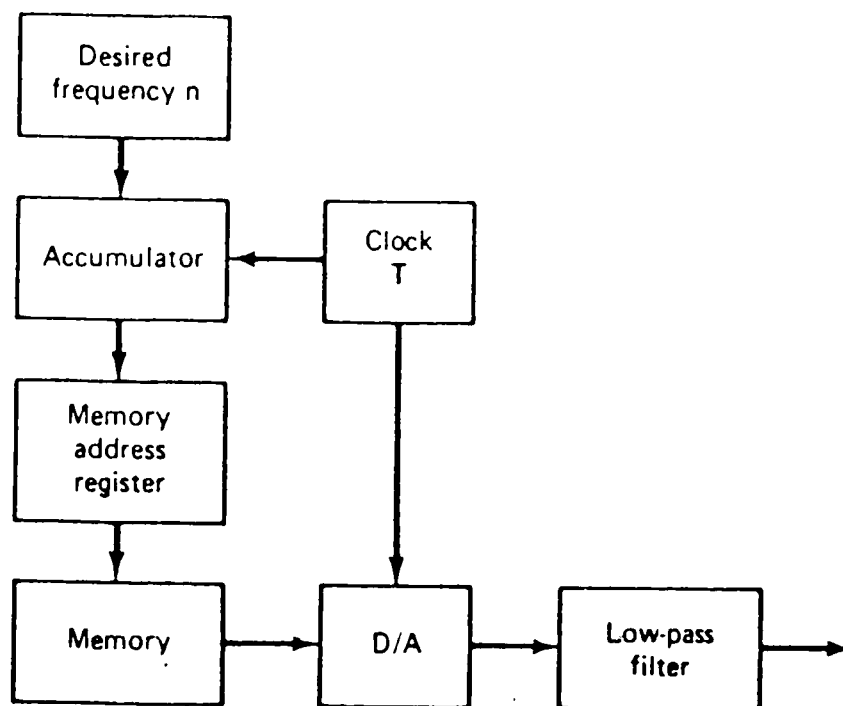 Desired
frequency n
Accumulator
Clock
T
Memory
address
register
Memory
D/A
Low-pass
filter